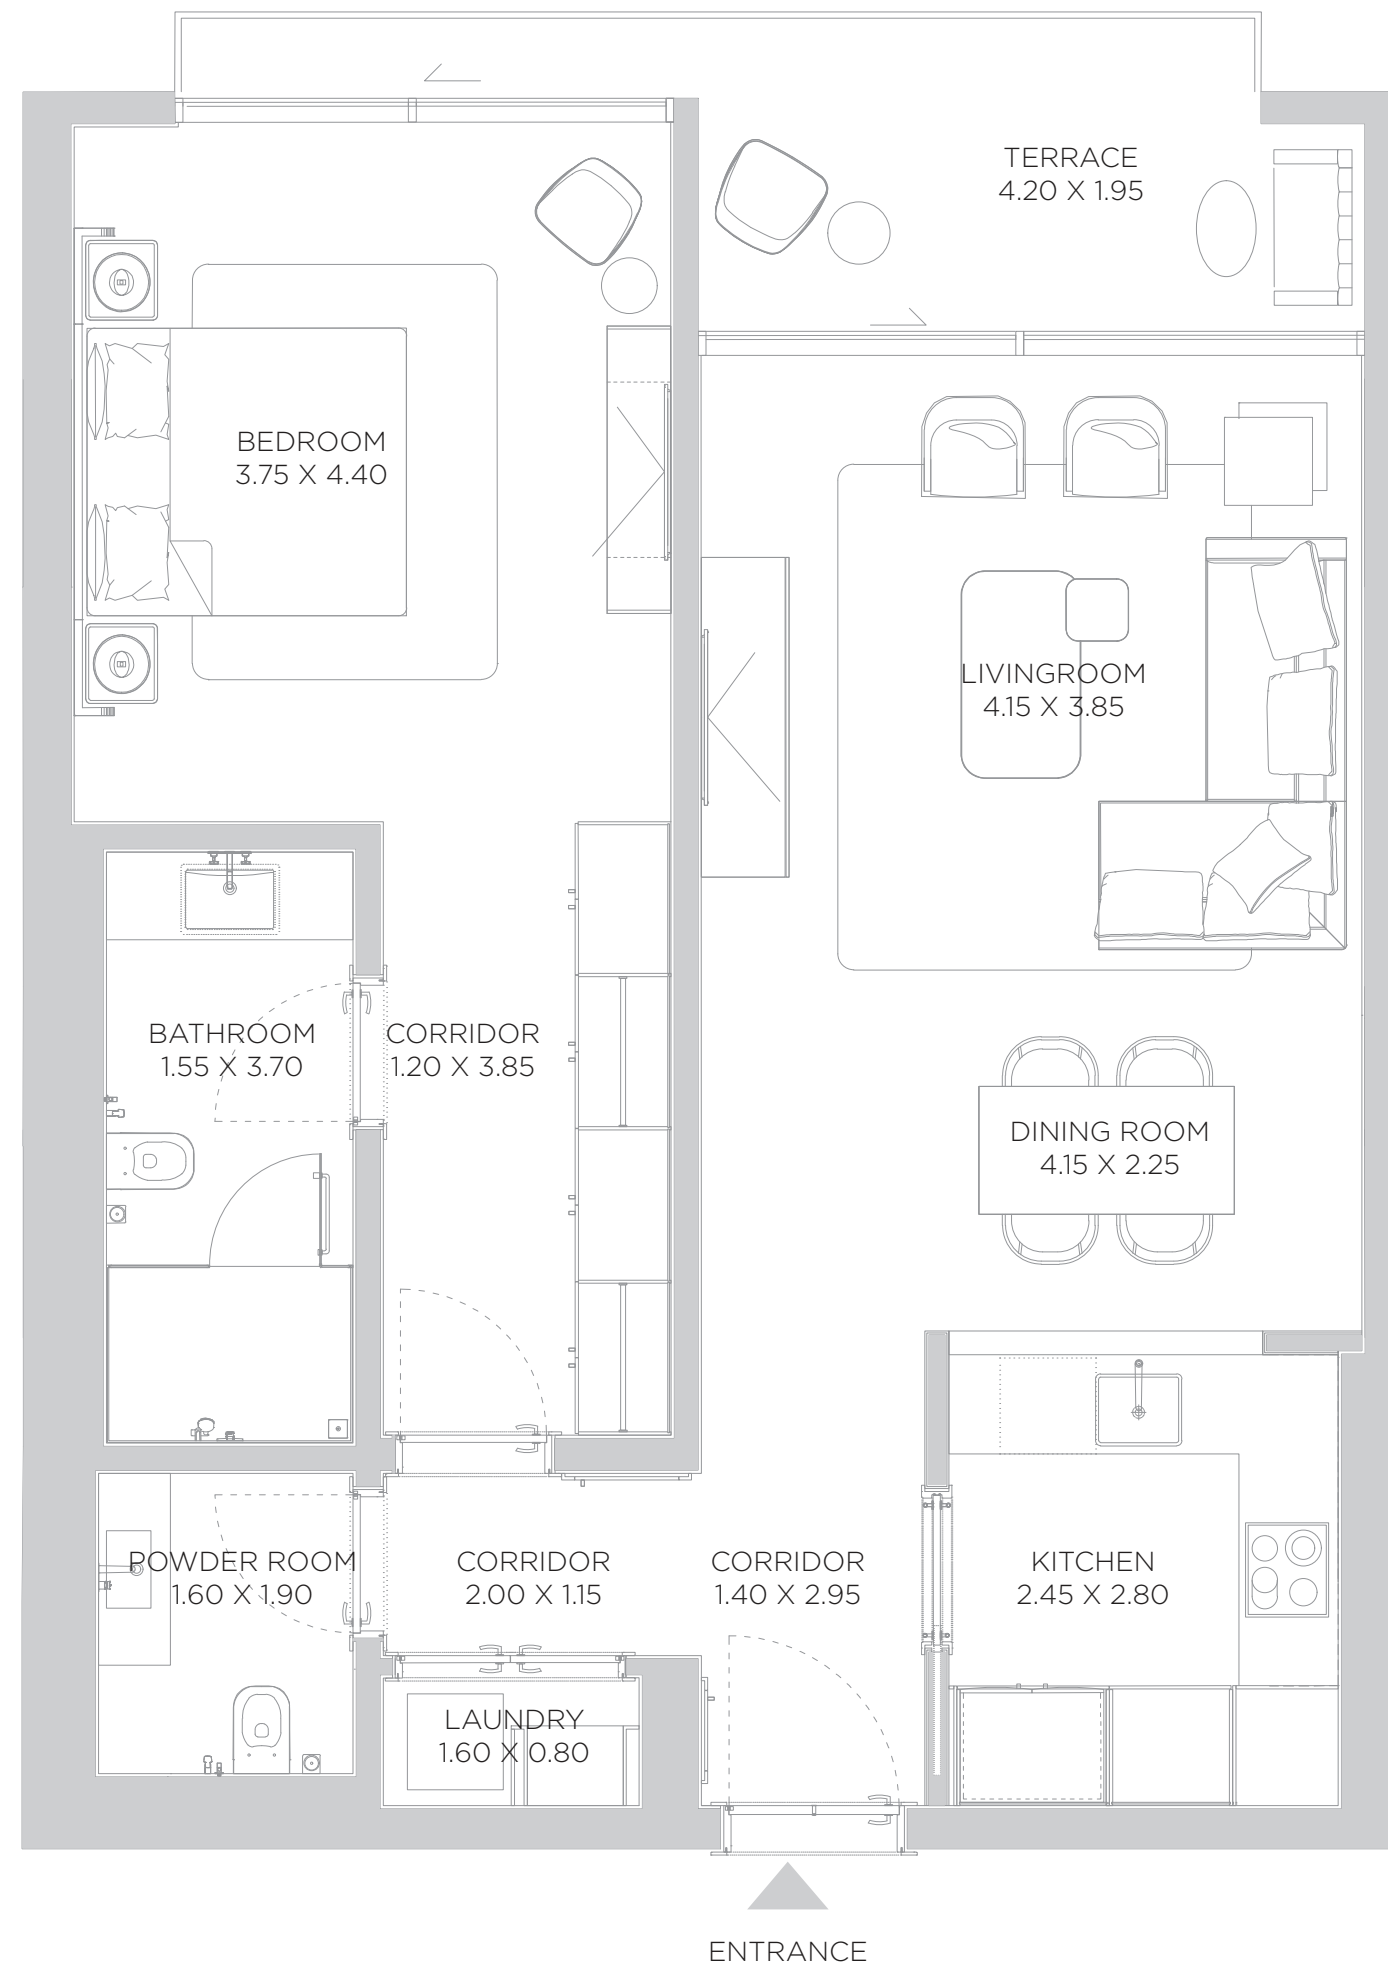 TERRACE
4.20 X 1.95
BEDROOM
3.75 X 4.40
LIVINGROOM
4.15 X 3.85
BATHROOM
1.55 X 3.70
CORRIDOR
1.20 X 3.85
DINING ROOM
4.15 X 2.25
POWDER ROOM
1.60 X 1.90
CORRIDOR
2.00 X 1.15
CORRIDOR
1.40 X 2.95
KITCHEN
2.45 X 2.80
LAUNDRY
1.60 X 0.80
ENTRANCE